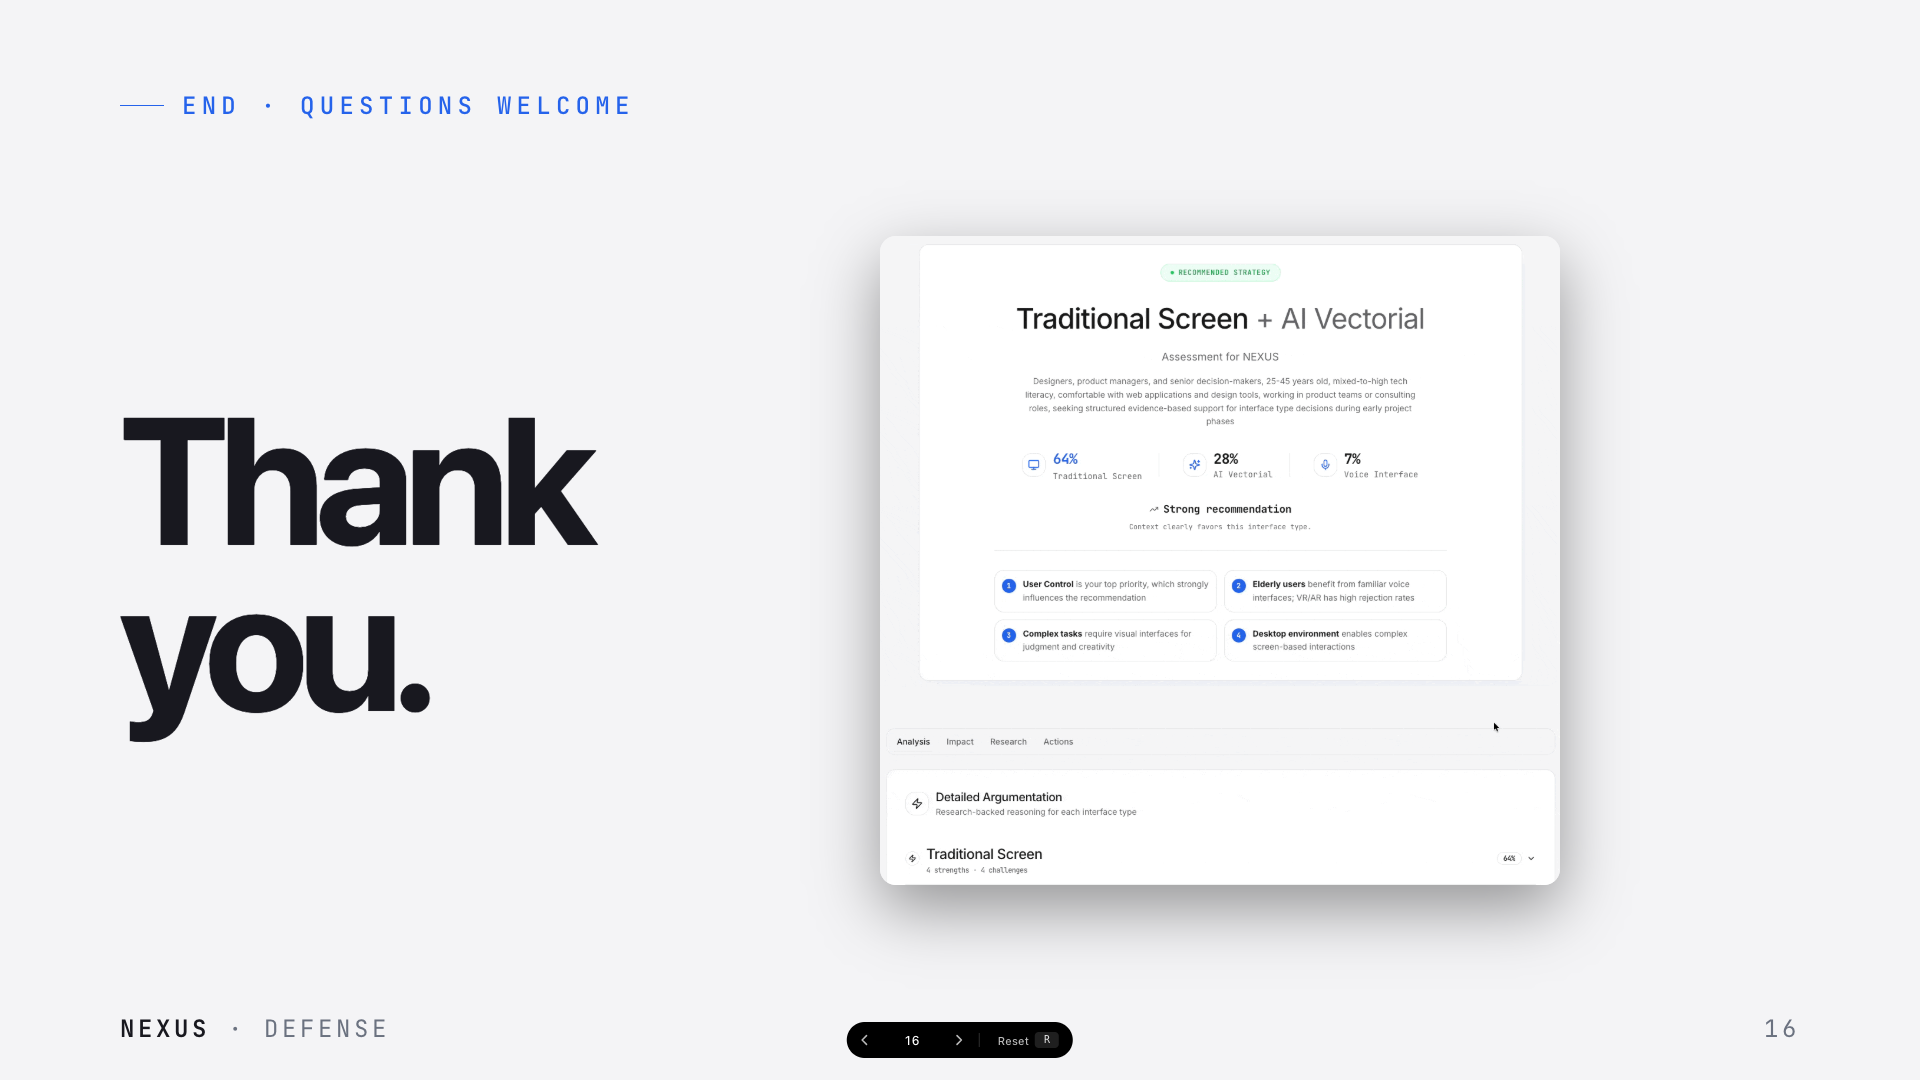 END · QUESTIONS WELCOME
Thank
you.
RECOMMENDED STRATEGY
Traditional Screen + AI Vectorial
Assessment for NEXUS
Designers, product managers, and senior decision-makers, 25-45 years old, mixed-to-high tech
literacy, comfortable with web applications and design tools, working in product teams or consulting
roles, seeking structured evidence-based support for interface type decisions during early project
phases
64%
Traditional Screen
28%
AI Vectorial
7%
Voice Interface
Strong recommendation
Context clearly favors this interface type.
1
User Control is your top priority, which strongly
influences the recommendation
2
Elderly users benefit from familiar voice
interfaces; VR/AR has high rejection rates
3
Complex tasks require visual interfaces for
judgment and creativity
4
Desktop environment enables complex
screen-based interactions
Analysis Impact Research Actions
Detailed Argumentation
Research-backed reasoning for each interface type
Traditional Screen
4 strengths · 4 challenges
64%
NEXUS · DEFENSE
16 Reset R
16